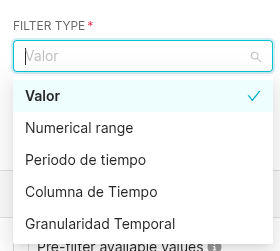 FILTER TYPE *
Valor
Valor
Numerical range
Periodo de tiempo
Columna de Tiempo
Granularidad Temporal
Pre-filter available values